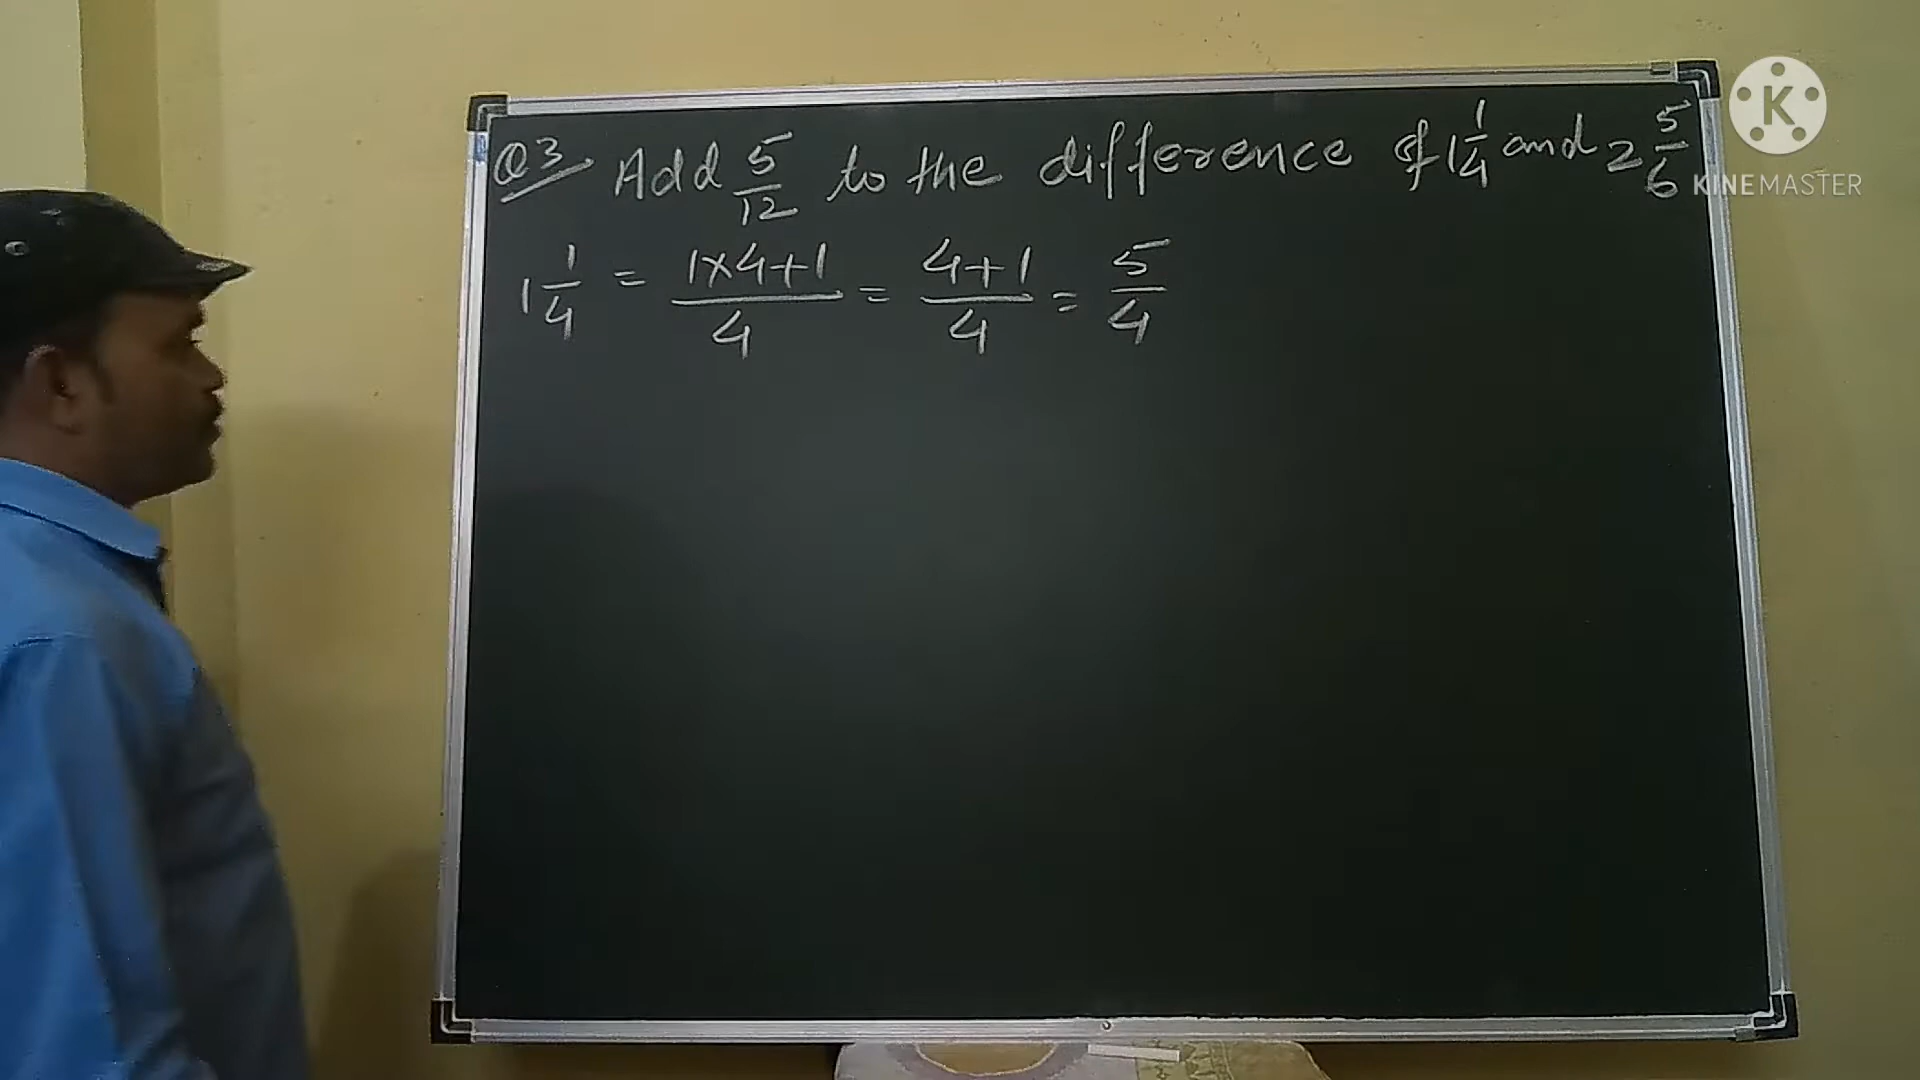 Q3 Add 5/12 to the difference of 1 1/4 and 2 5/6
1 1/4 = 1×4+1/4 = 4+1/4 = 5/4
K
KINEMASTER